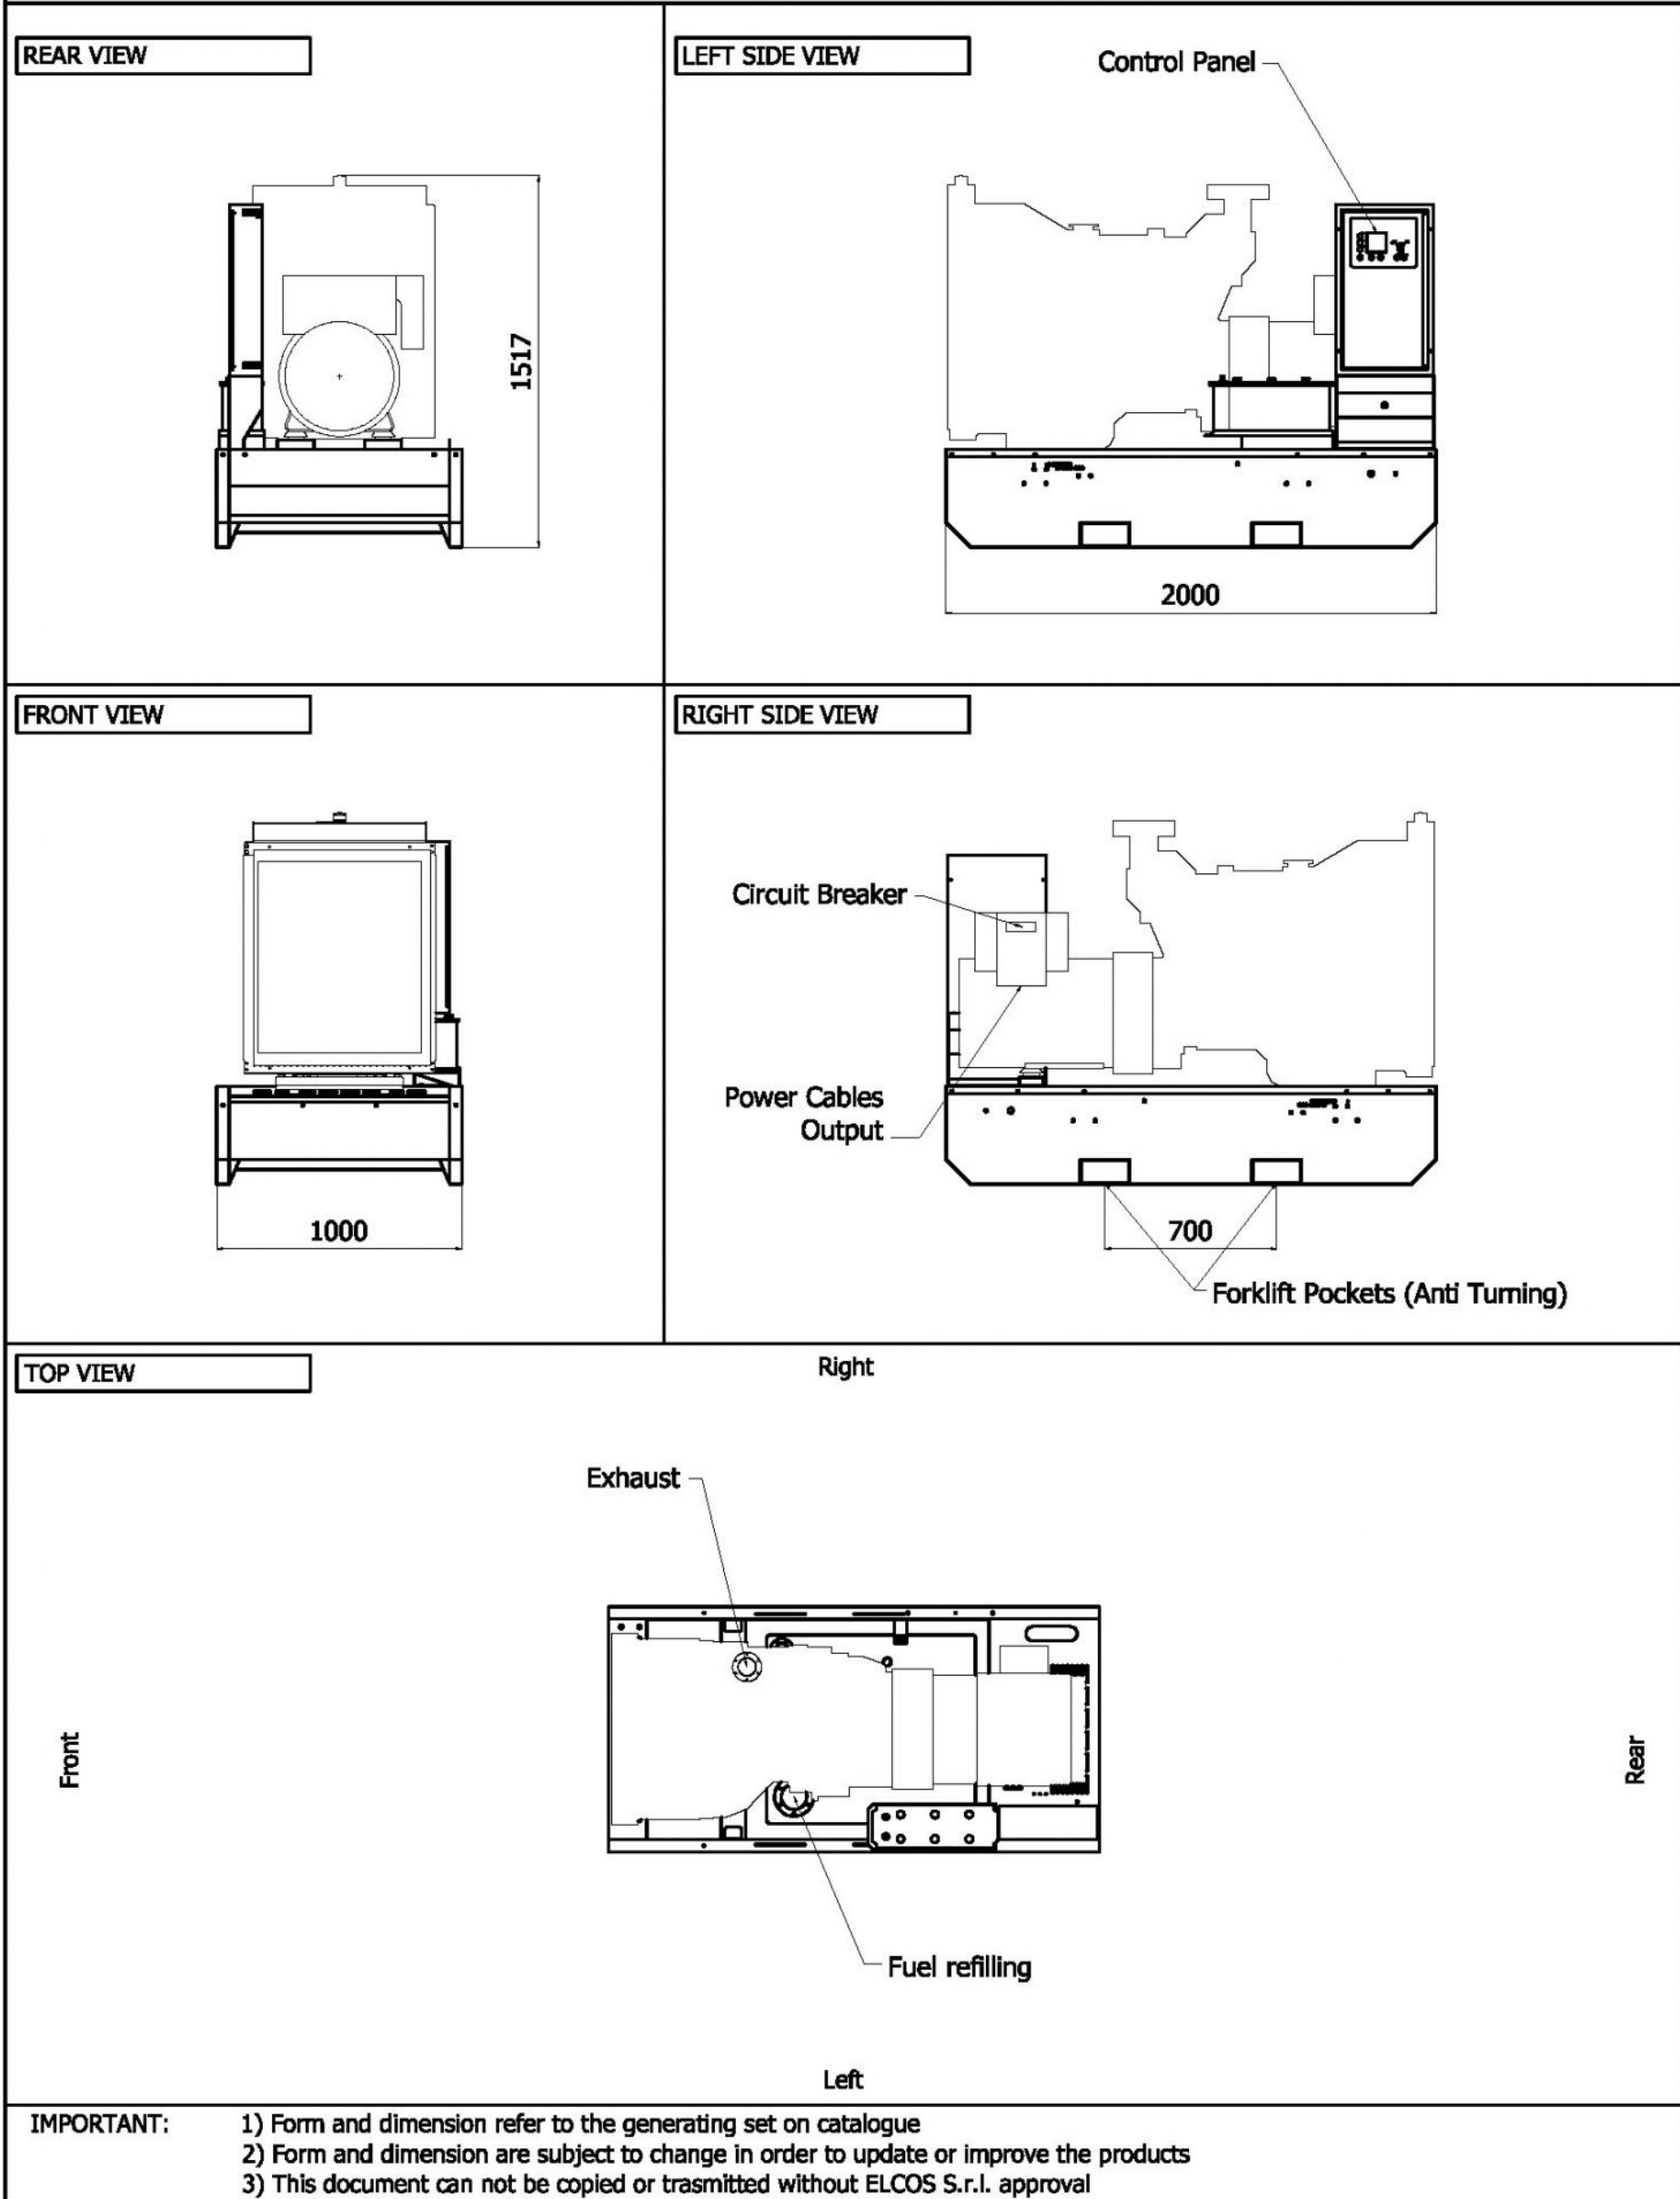 REAR VIEW
LEFT SIDE VIEW
Control Panel
1517
2000
FRONT VIEW
RIGHT SIDE VIEW
Circuit Breaker
Power Cables
Output
1000
700
Forklift Pockets (Anti Turning)
TOP VIEW
Right
Exhaust
Front
Rear
Fuel refilling
Left
IMPORTANT: 1) Form and dimension refer to the generating set on catalogue
2) Form and dimension are subject to change in order to update or improve the products
3) This document can not be copied or trasmitted without ELCOS S.r.l. approval